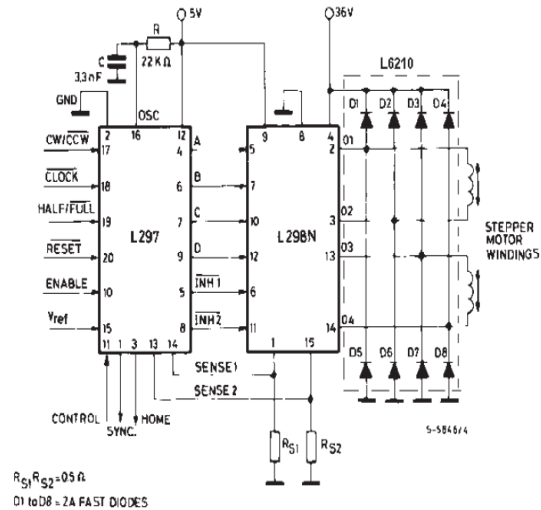 5V
36V
R
C
3,3nF
22KΩ
L6210
GND
OSC
D1 D2 D3 D4
2 16 12
9 8 4
CW/CCW 17
4 A 5
2 01
CLOCK 18
6 B 7
HALF/FULL 19
7 C 10
3 02
L297
L298N
STEPPER
MOTOR
WINDINGS
RESET 20
9 D 12
13 03
ENABLE 10
5 INH1 6
Vref 15
8 INH2 11
14 04
11 1 3 13 14
1 15
D5 D6 D7 D8
SENSE1
SENSE 2
CONTROL
SYNC.
HOME
RS1
RS2
S-5846/4
RS1 RS2 = 0.5 Ω
D1 to D8 = 2A FAST DIODES